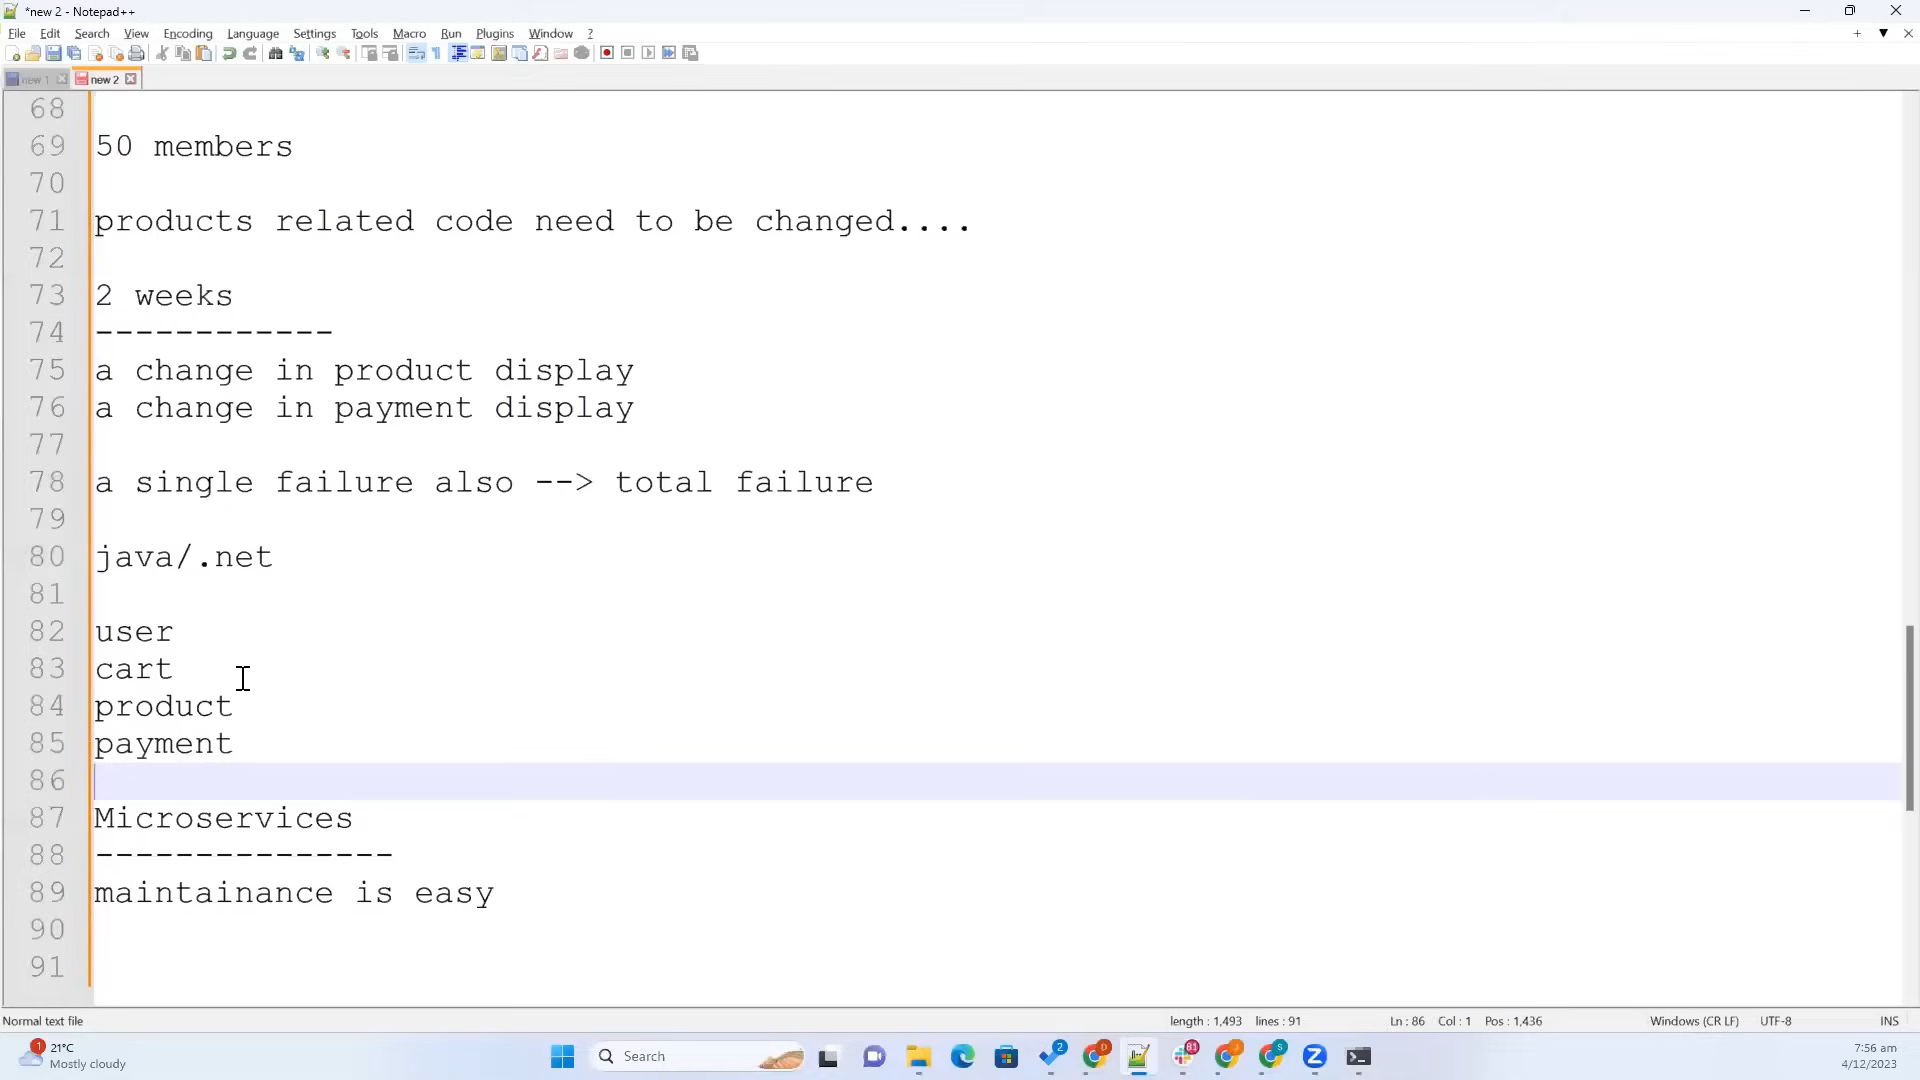 *new 2 - Notepad++
File Edit Search View Encoding Language Settings Tools Macro Run Plugins Window ?
new 1 new 2
68
69 50 members
70
71 products related code need to be changed....
72
73 2 weeks
74 ------------
75 a change in product display
76 a change in payment display
77
78 a single failure also --> total failure
79
80 java/.net
81
82 user
83 cart
84 product
85 payment
86
87 Microservices
88 ---------------
89 maintainance is easy
90
91
Normal text file length : 1,493 lines : 91 Ln : 86 Col : 1 Pos : 1,436 Windows (CR LF) UTF-8 INS
1 21°C Search 2 D 81 J S Z 7:56 am
Mostly cloudy 4/12/2023